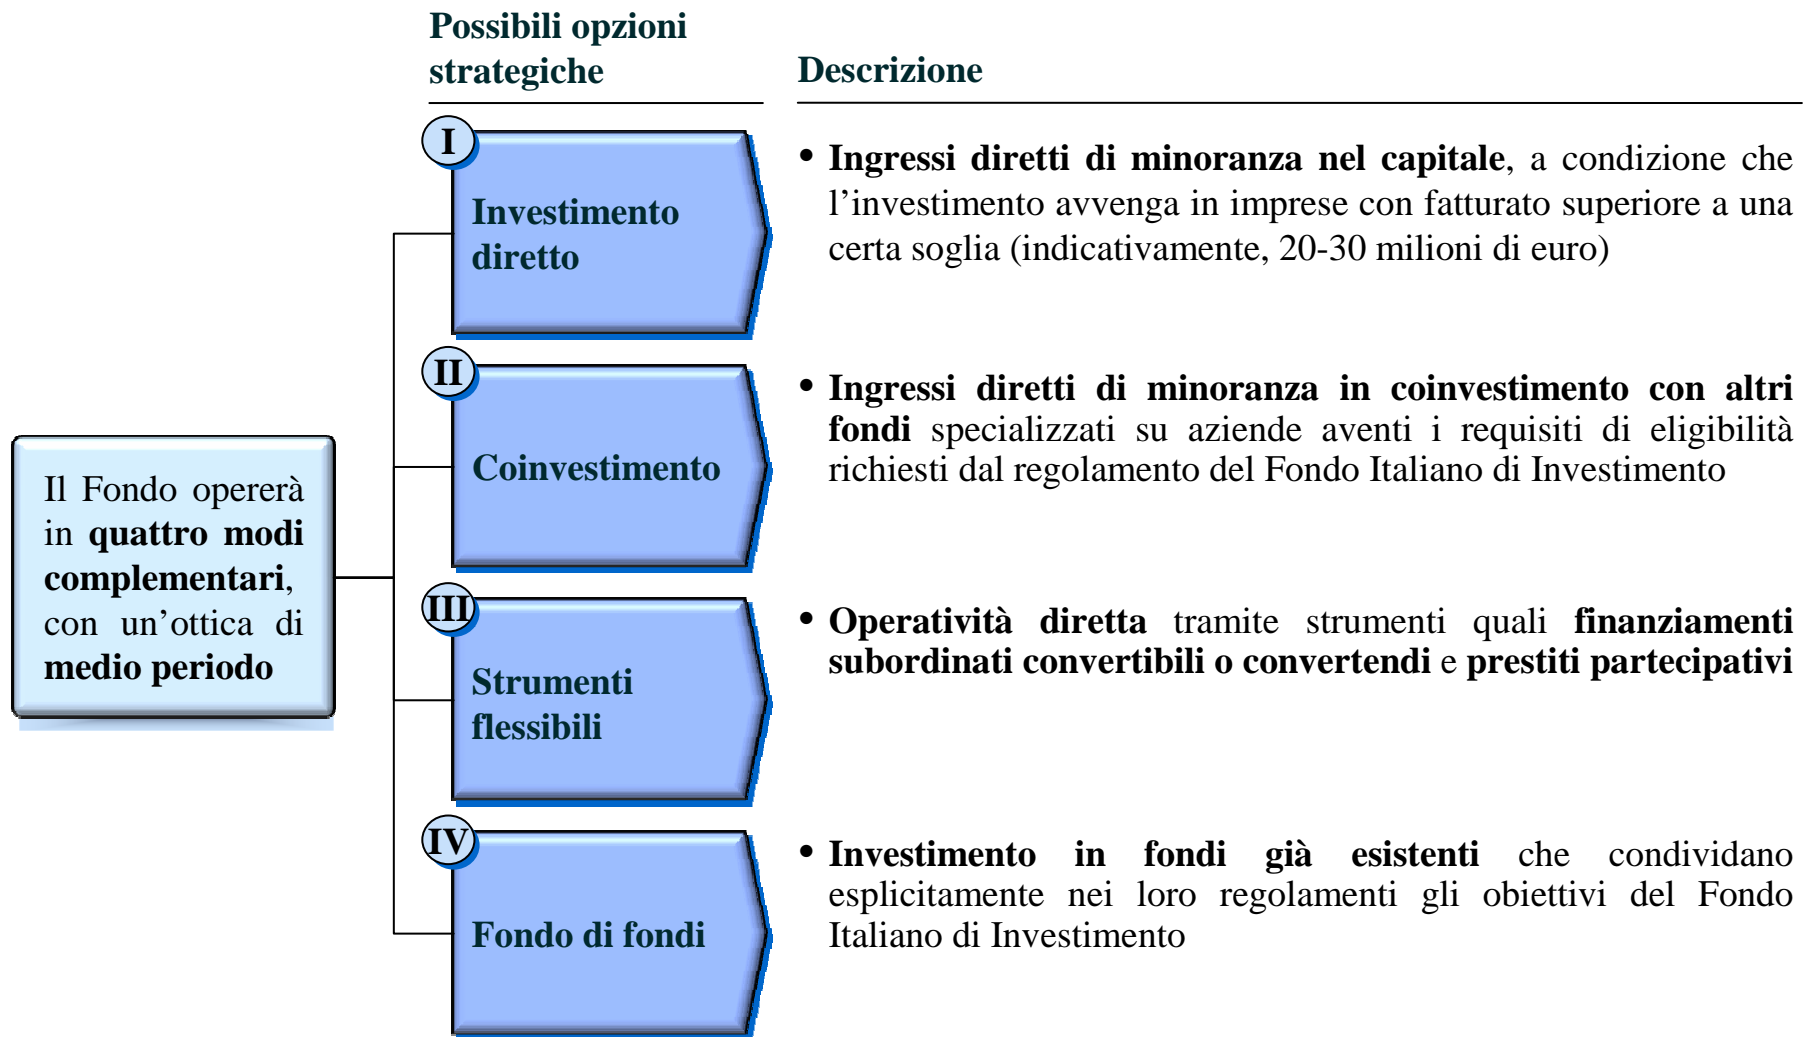 Possibili opzioni
strategiche
Descrizione
Il Fondo opererà
in quattro modi
complementari,
con un’ottica di
medio periodo
I
Investimento
diretto
• Ingressi diretti di minoranza nel capitale, a condizione che
l’investimento avvenga in imprese con fatturato superiore a una
certa soglia (indicativamente, 20-30 milioni di euro)
II
Coinvestimento
• Ingressi diretti di minoranza in coinvestimento con altri
fondi specializzati su aziende aventi i requisiti di eligibilità
richiesti dal regolamento del Fondo Italiano di Investimento
III
Strumenti
flessibili
• Operatività diretta tramite strumenti quali finanziamenti
subordinati convertibili o convertendi e prestiti partecipativi
IV
Fondo di fondi
• Investimento in fondi già esistenti che condividano
esplicitamente nei loro regolamenti gli obiettivi del Fondo
Italiano di Investimento